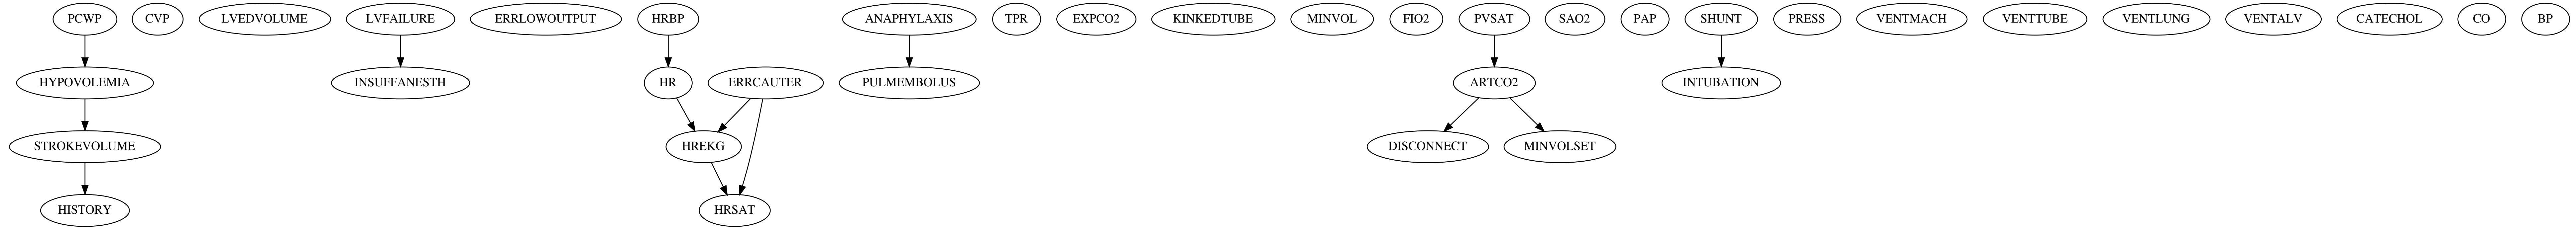 PCWP CVP LVEDVOLUME LVFAILURE ERRLOWOUTPUT HRBP ANAPHYLAXIS TPR EXPCO2 KINKEDTUBE MINVOL FIO2 PVSAT SAO2 PAP SHUNT PRESS VENTMACH VENTTUBE VENTLUNG VENTALV CATECHOL CO BP
HYPOVOLEMIA INSUFFANESTH HR ERRCAUTER PULMEMBOLUS ARTCO2 INTUBATION
STROKEVOLUME HREKG DISCONNECT MINVOLSET
HISTORY HRSAT